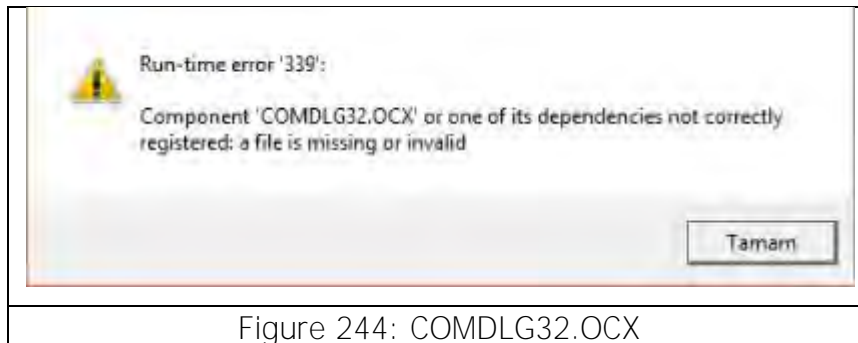 Run-time error '339':
Component 'COMDLG32.OCX' or one of its dependencies not correctly
registered: a file is missing or invalid
Tamam
Figure 244: COMDLG32.OCX